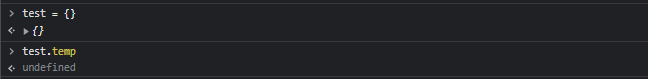 test = {}
{}
test.temp
undefined